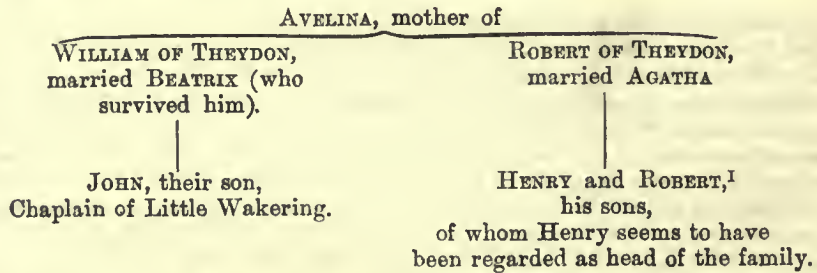 AVELINA, mother of
WILLIAM OF THEYDON,
married BEATRIX (who
survived him).
JOHN, their son,
Chaplain of Little Wakering.
ROBERT OF THEYDON,
married AGATHA
HENRY and ROBERT,¹
his sons,
of whom Henry seems to have
been regarded as head of the family.